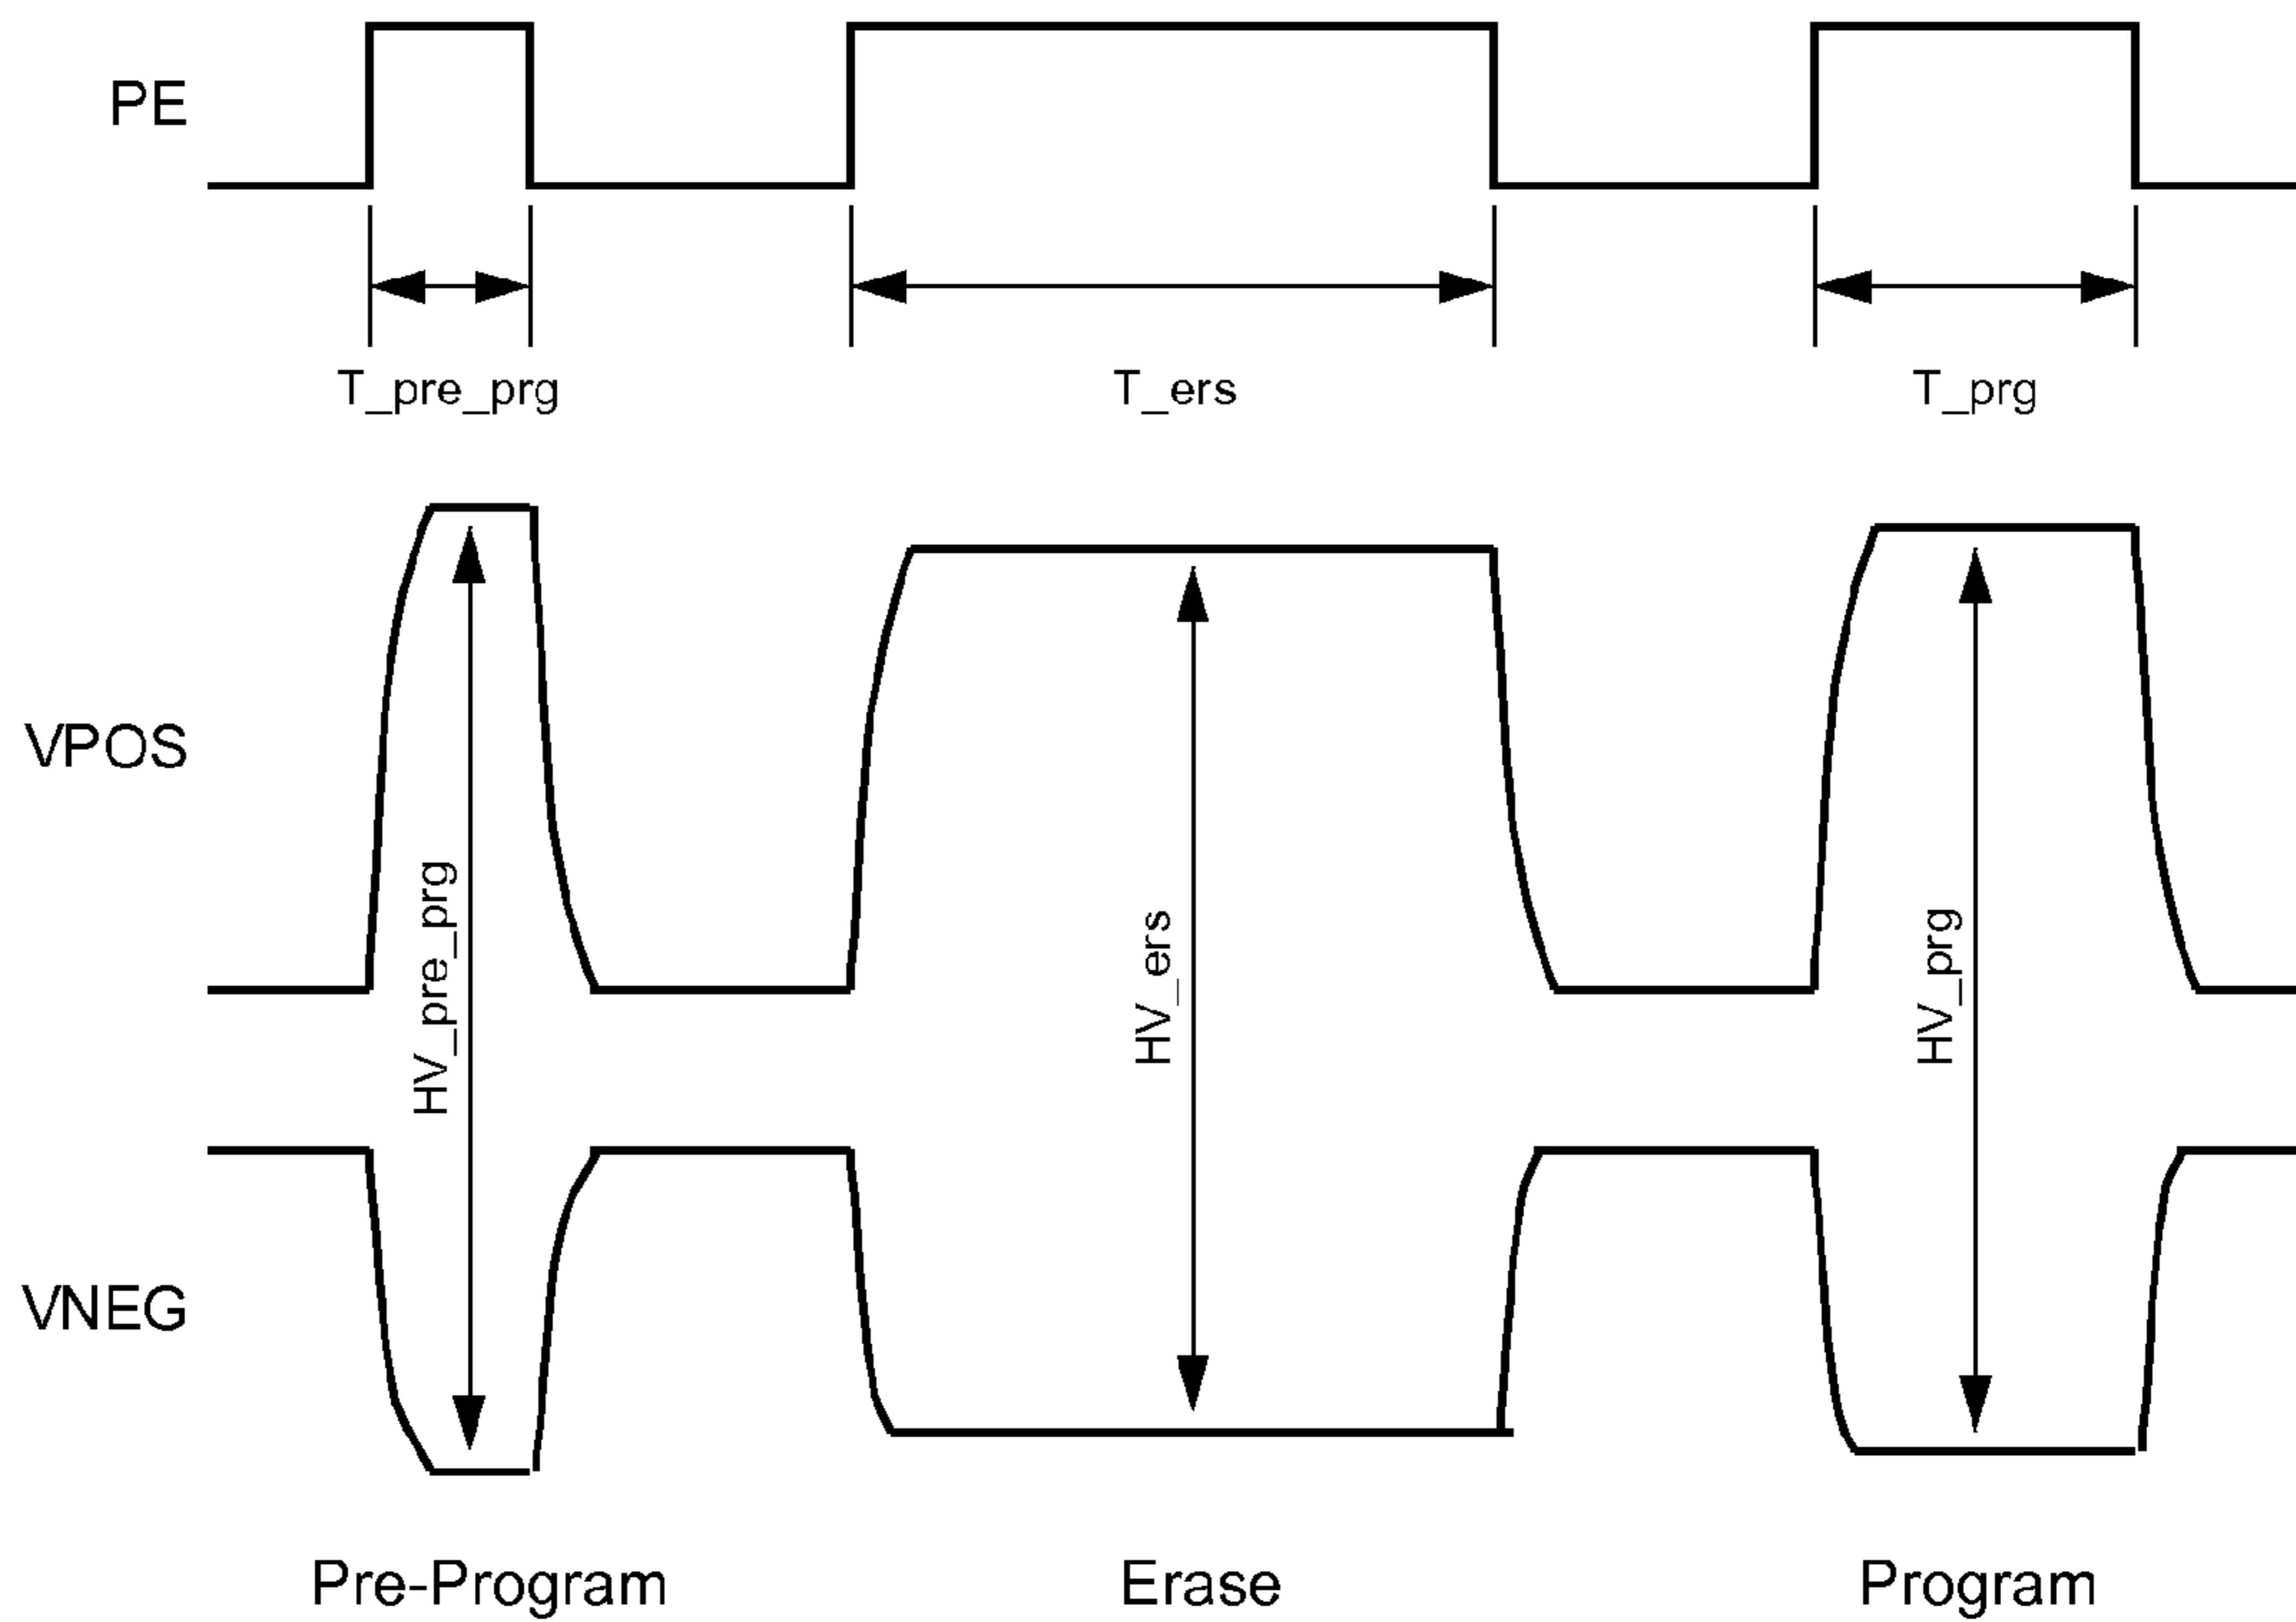 PE
T_pre_prg
T_ers
T_prg
VPOS
HV_pre_prg
HV_ers
HV_prg
VNEG
Pre-Program
Erase
Program